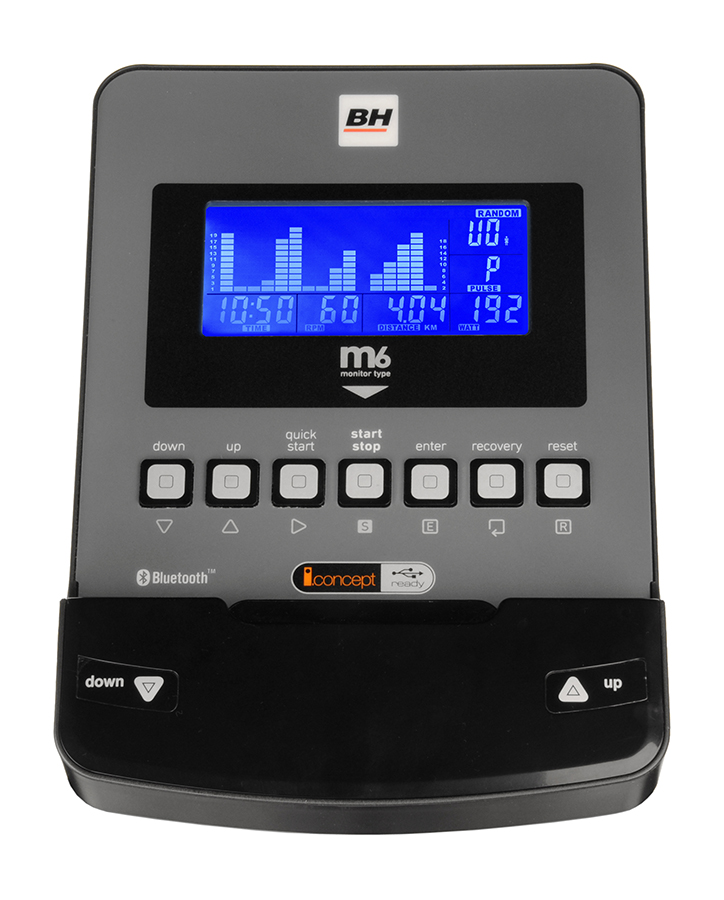 BH
RANDOM
U0
P
PULSE
10:50 60 4.04 192
TIME RPM DISTANCE KM WATT
m6
monitor type
down up quick start start stop enter recovery reset
S E R
Bluetooth™
i.concept ready
down up